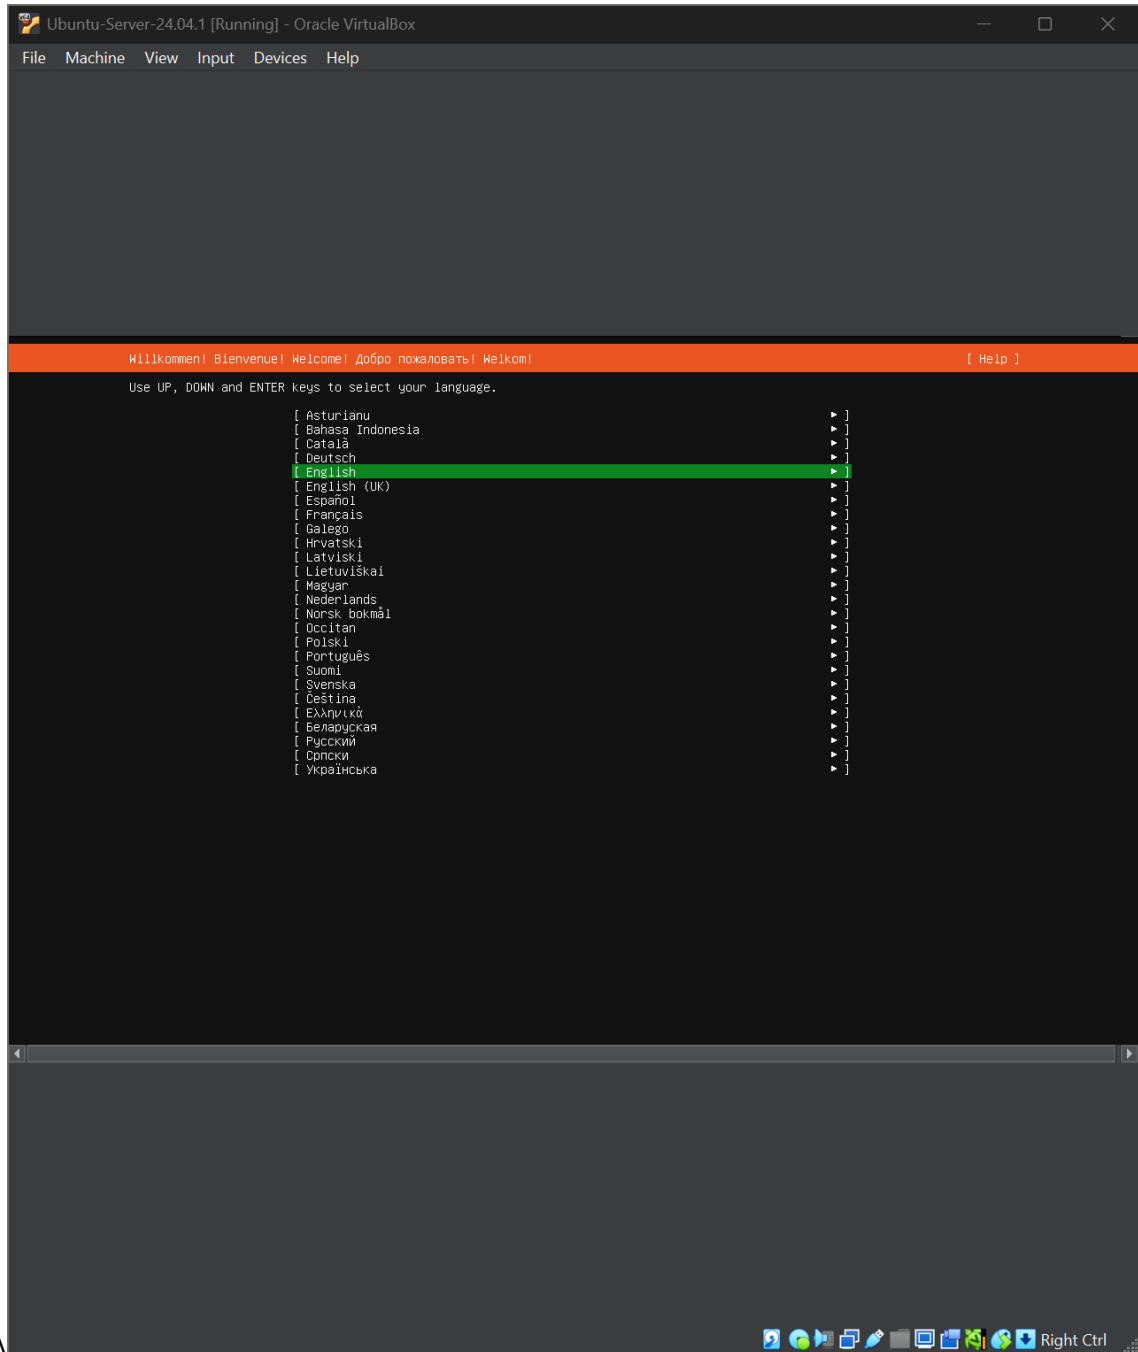 Ubuntu-Server-24.04.1 [Running] - Oracle VirtualBox
File Machine View Input Devices Help
Willkommen! Bienvenue! Welcome! Добро пожаловать! Welkom! [ Help ]
Use UP, DOWN and ENTER keys to select your language.
[ Asturianu ► ]
[ Bahasa Indonesia ► ]
[ Català ► ]
[ Deutsch ► ]
[ English ► ]
[ English (UK) ► ]
[ Español ► ]
[ Français ► ]
[ Galego ► ]
[ Hrvatski ► ]
[ Latviski ► ]
[ Lietuviškai ► ]
[ Magyar ► ]
[ Nederlands ► ]
[ Norsk bokmål ► ]
[ Occitan ► ]
[ Polski ► ]
[ Português ► ]
[ Suomi ► ]
[ Svenska ► ]
[ Čeština ► ]
[ Ελληνικά ► ]
[ Беларуская ► ]
[ Русский ► ]
[ Српски ► ]
[ Українська ► ]
\ Right Ctrl